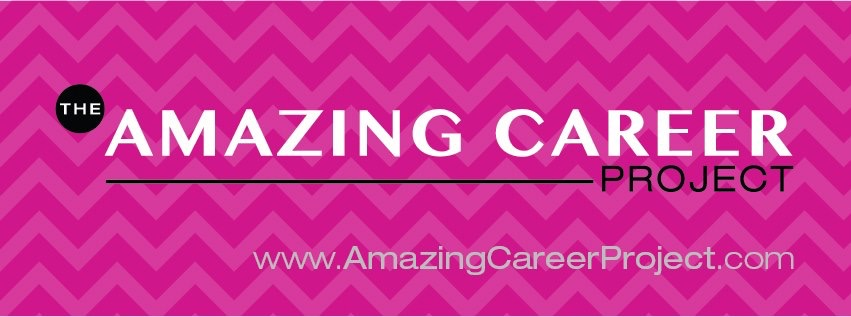 THE
AMAZING CAREER
PROJECT
www.AmazingCareerProject.com